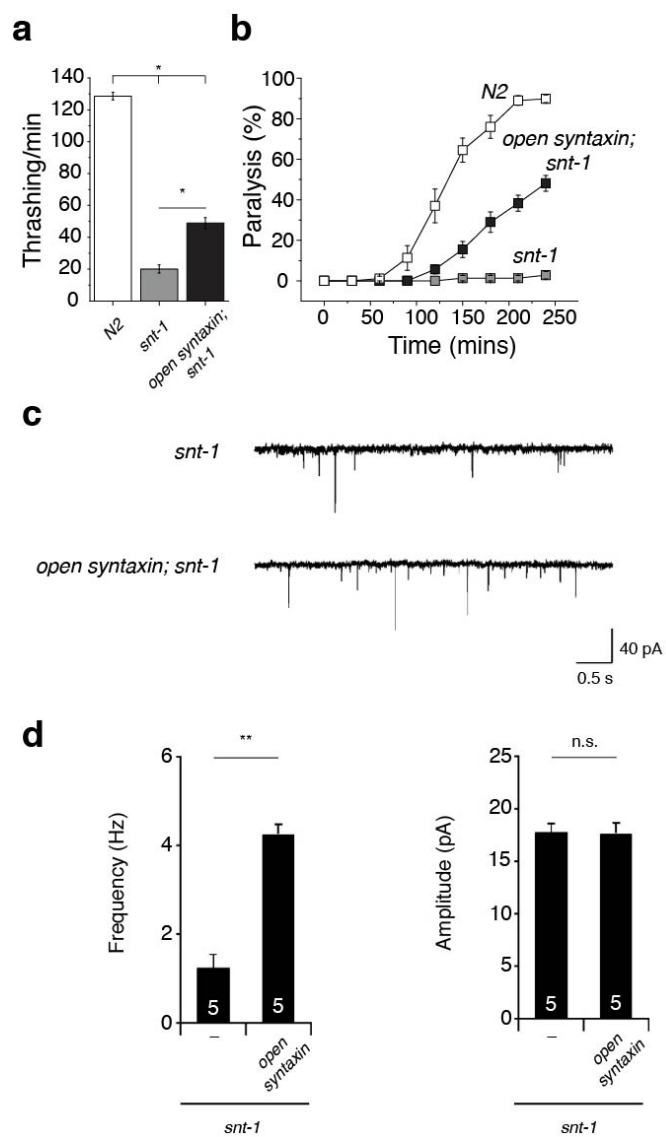 a
*
*
Thrashing/min
140
120
100
80
60
40
20
0
N2
snt-1
open syntaxin;
snt-1
b
N2
open syntaxin;
snt-1
snt-1
Paralysis (%)
100
80
60
40
20
0
0 50 100 150 200 250
Time (mins)
c
snt-1
open syntaxin; snt-1
40 pA
0.5 s
d
**
Frequency (Hz)
6
4
2
0
5 5
–
open
syntaxin
snt-1
n.s.
Amplitude (pA)
25
20
15
10
5
0
5 5
–
open
syntaxin
snt-1